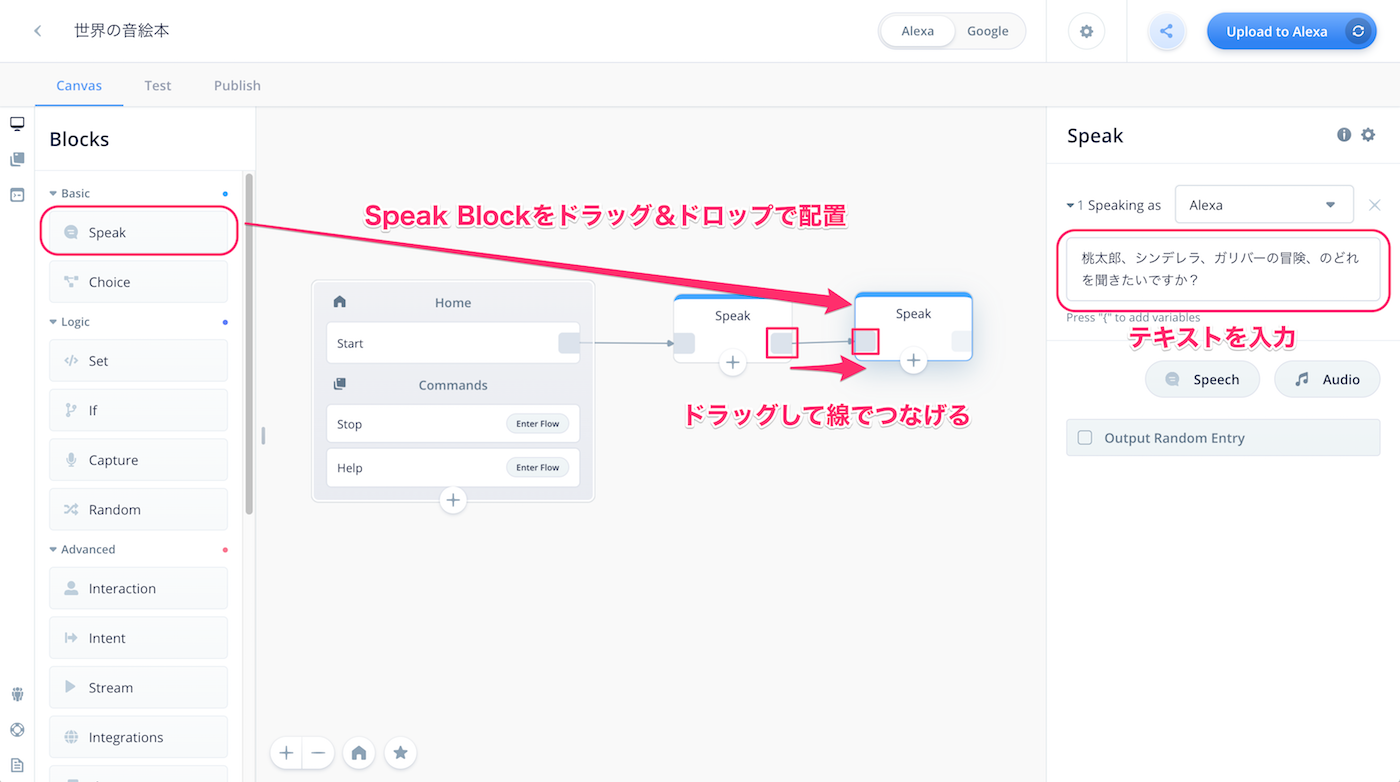 世界の音絵本
Alexa
Google
Upload to Alexa
Canvas
Test
Publish
Blocks
Basic
Speak
Choice
Logic
Set
If
Capture
Random
Advanced
Interaction
Intent
Stream
Integrations
Speak Blockをドラッグ＆ドロップで配置
Home
Start
Commands
Stop
Enter Flow
Help
Enter Flow
Speak
Speak
ドラッグして線でつなげる
Speak
1 Speaking as
Alexa
桃太郎、シンデレラ、ガリバーの冒険、のどれ
を聞きたいですか？
Press "{" to add variables
テキストを入力
Speech
Audio
Output Random Entry